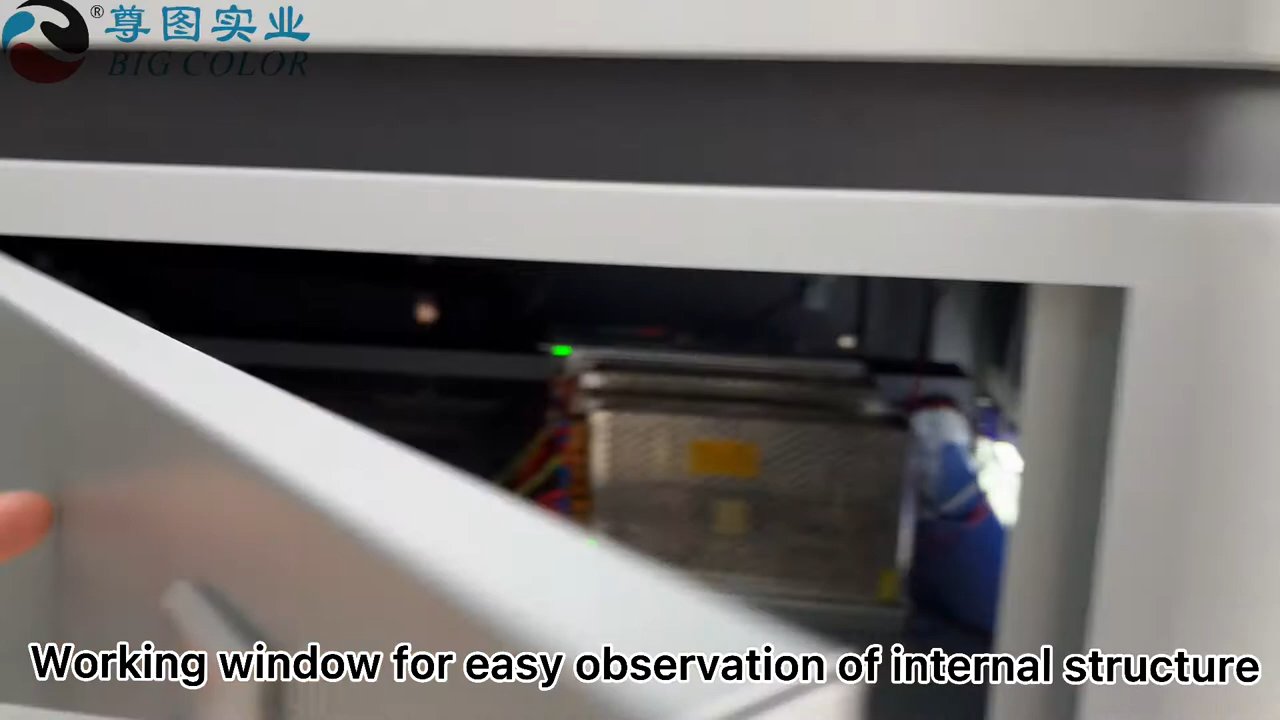 ®尊图实业
BIG COLOR
Working window for easy observation of internal structure